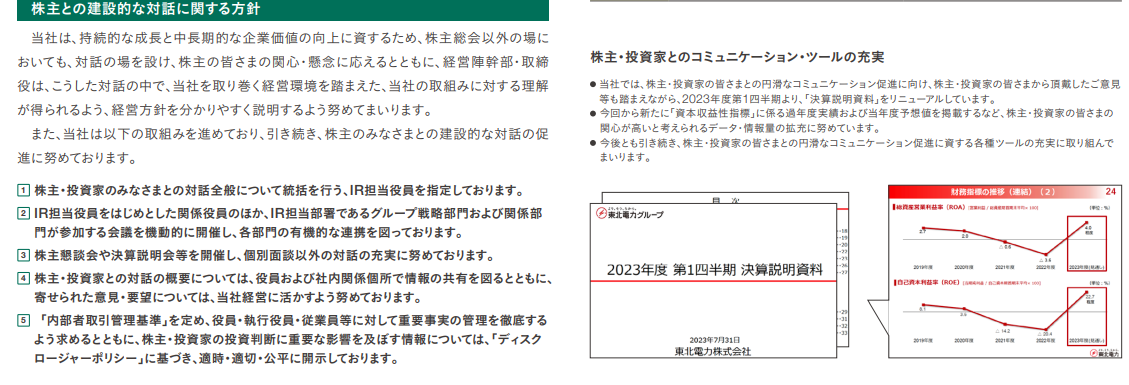 株主との建設的な対話に関する方針
当社は、持続的な成長と中長期的な企業価値の向上に資するため、株主総会以外の場に
おいても、対話の場を設け、株主の皆さまの関心・懸念に応えるとともに、経営陣幹部・取締
役は、こうした対話の中で、当社を取り巻く経営環境を踏まえた、当社の取組みに対する理解
が得られるよう、経営方針を分かりやすく説明するよう努めてまいります。
また、当社は以下の取組みを進めており、引き続き、株主のみなさまとの建設的な対話の促
進に努めております。
1 株主・投資家のみなさまとの対話全般について統括を行う、IR担当役員を指定しております。
2 IR担当役員をはじめとした関係役員のほか、IR担当部署であるグループ戦略部門および関係部
門が参加する会議を機動的に開催し、各部門の有機的な連携を図っております。
3 株主懇談会や決算説明会等を開催し、個別面談以外の対話の充実に努めております。
4 株主・投資家との対話の概要については、役員および社内関係個所で情報の共有を図るとともに、
寄せられた意見・要望については、当社経営に活かすよう努めております。
5 「内部者取引管理基準」を定め、役員・執行役員・従業員等に対して重要事実の管理を徹底する
よう求めるとともに、株主・投資家の投資判断に重要な影響を及ぼす情報については、「ディスク
ロージャーポリシー」に基づき、適時・適切・公平に開示しております。
株主・投資家とのコミュニケーション・ツールの充実
● 当社では、株主・投資家の皆さまとの円滑なコミュニケーション促進に向け、株主・投資家の皆さまから頂戴したご意見
等も踏まえながら、2023年度第1四半期より、「決算説明資料」をリニューアルしています。
● 今回から新たに「資本収益性指標」に係る過年度実績および当年度予想値を掲載するなど、株主・投資家の皆さまの
関心が高いと考えられるデータ・情報量の拡充に努めています。
● 今後とも引き続き、株主・投資家の皆さまとの円滑なコミュニケーション促進に資する各種ツールの充実に取り組んで
まいります。
目 次
東北電力グループ
2023年度 第1四半期 決算説明資料
2023年7月31日
東北電力株式会社
財務指標の推移（連結）（２） 24
総資産営業利益率（ROA） （単位：%）
2.7 2.0 △ 0.6 △ 3.6 4.0
程度
2019年度 2020年度 2021年度 2022年度 2023年度(見通し)
自己資本利益率（ROE） （単位：%）
8.1 △ 14.2 △ 20.4
程度
2019年度 2020年度 2021年度 2022年度 2023年度(見通し)
東北電力